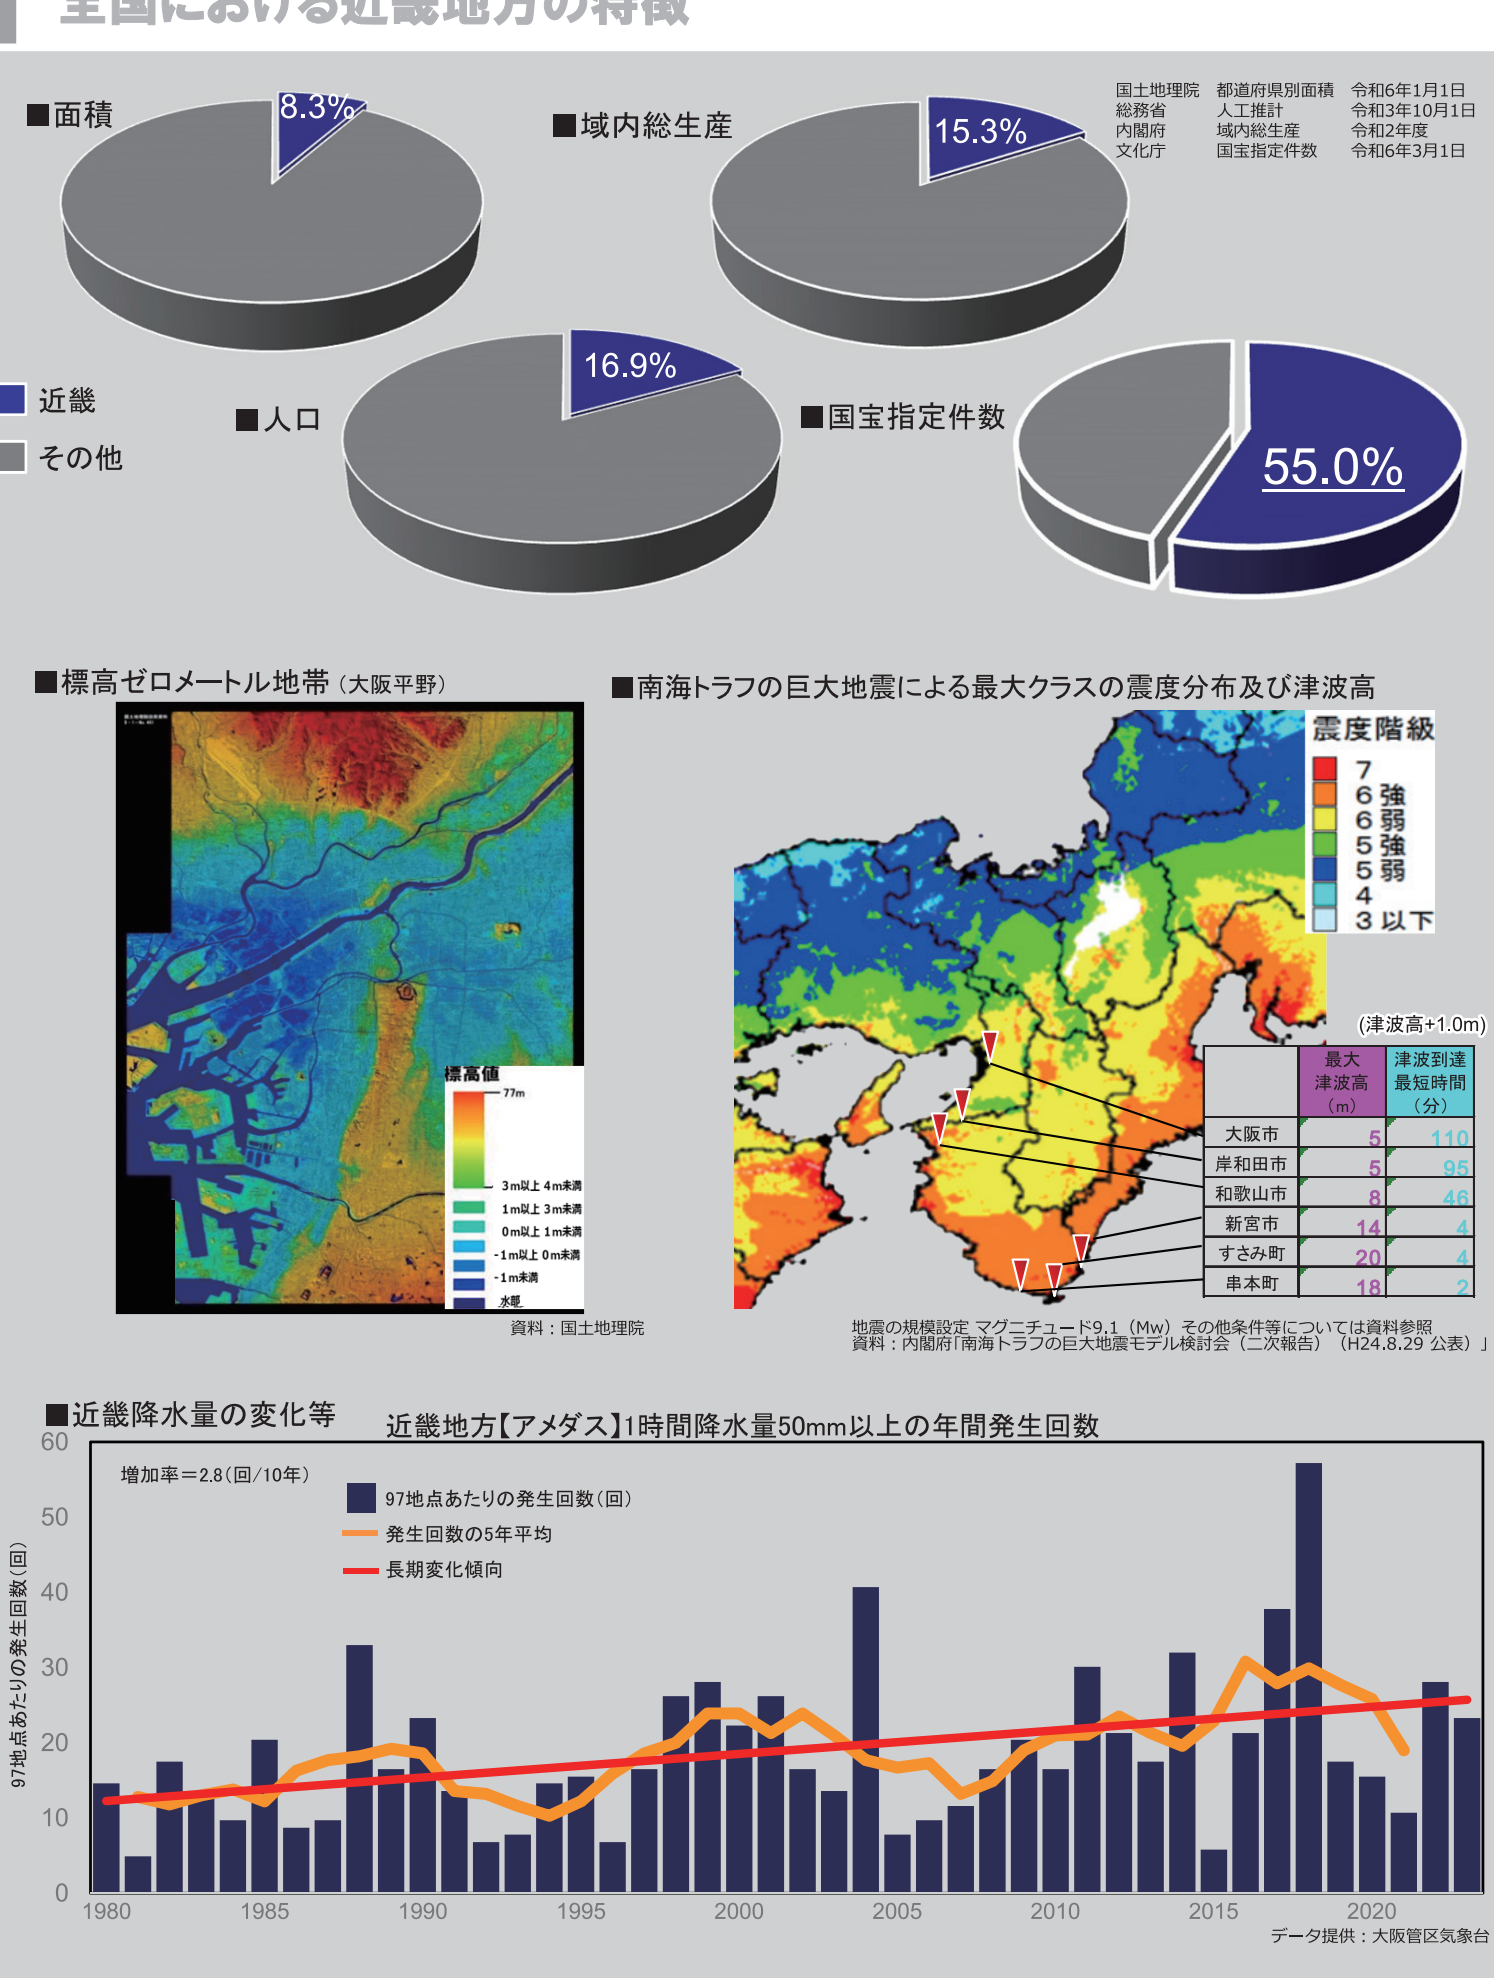 全国における近畿地方の特徴
■面積
8.3%
■域内総生産
15.3%
国土地理院 都道府県別面積 令和6年1月1日
総務省 人工推計 令和3年10月1日
内閣府 域内総生産 令和2年度
文化庁 国宝指定件数 令和6年3月1日
近畿
その他
■人口
16.9%
■国宝指定件数
55.0%
■標高ゼロメートル地帯（大阪平野）
標高値
77m
3m以上 4m未満
1m以上 3m未満
0m以上 1m未満
-1m以上 0m未満
-1m未満
水部
資料：国土地理院
■南海トラフの巨大地震による最大クラスの震度分布及び津波高
震度階級
7
6強
6弱
5強
5弱
4
3以下
(津波高+1.0m)
最大津波高（m） 津波到達最短時間（分）
大阪市 5 110
岸和田市 5 95
和歌山市 8 46
新宮市 14 4
すさみ町 20 4
串本町 18 2
地震の規模設定 マグニチュード9.1（Mw）その他条件等については資料参照
資料：内閣府「南海トラフの巨大地震モデル検討会（二次報告）（H24.8.29 公表）」
■近畿降水量の変化等
近畿地方【アメダス】1時間降水量50mm以上の年間発生回数
増加率＝2.8（回/10年）
97地点あたりの発生回数（回）
発生回数の5年平均
長期変化傾向
97地点あたりの発生回数（回）
60
50
40
30
20
10
0
1980 1985 1990 1995 2000 2005 2010 2015 2020
データ提供：大阪管区気象台